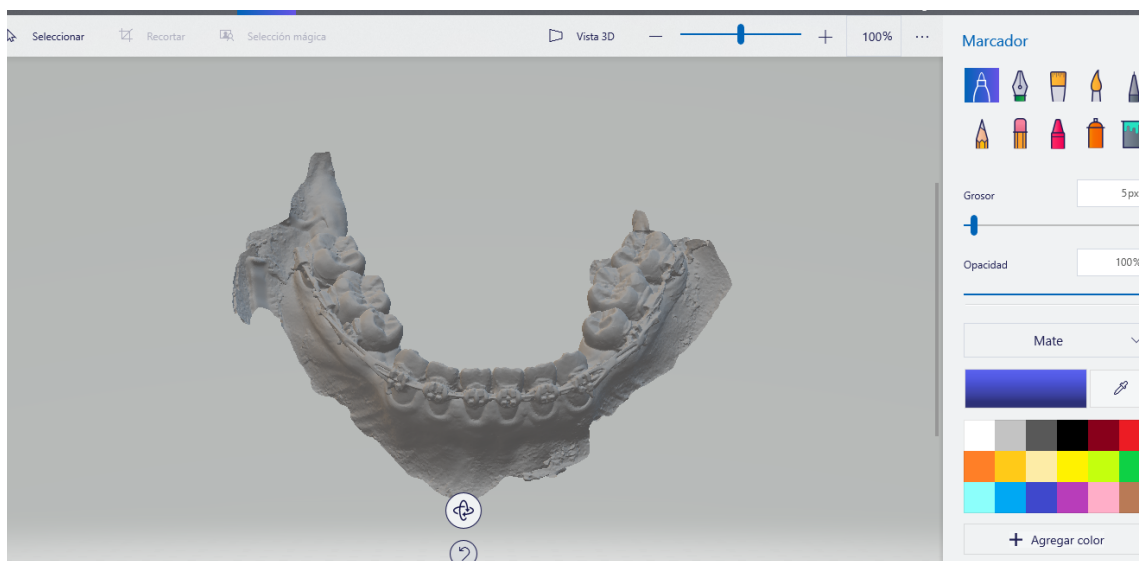 Seleccionar
Recortar
Selección mágica
Vista 3D
100%
Marcador
Grosor
5px
Opacidad
100%
Mate
Agregar color